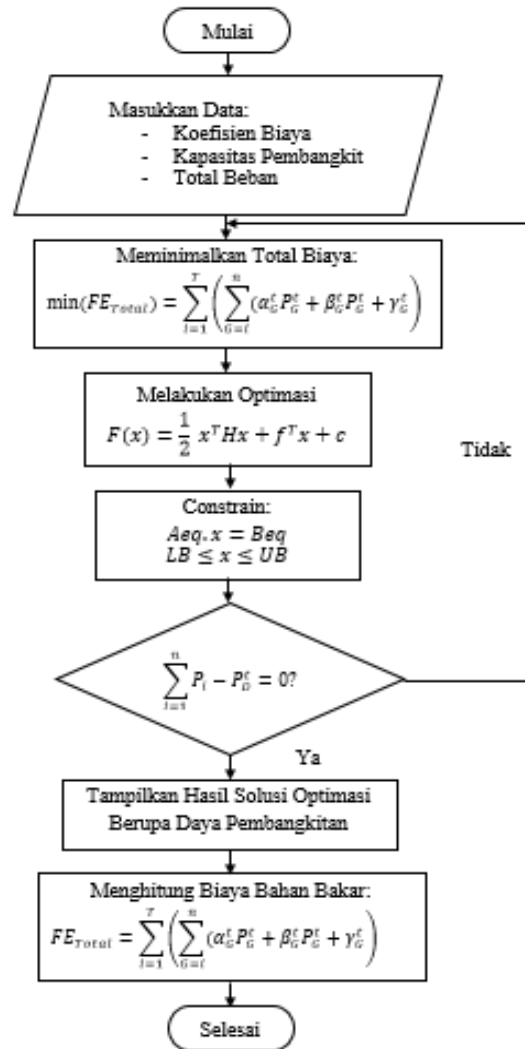 Mulai
Masukkan Data:
- Koefisien Biaya
- Kapasitas Pembangkit
- Total Beban
Meminimalkan Total Biaya:
min(FE_Total) = ∑_{i=1}^{T} (∑_{G=i}^{n} (α_G^t P_G^t + β_G^t P_G^t + γ_G^t)
Melakukan Optimasi
F(x) = 1/2 x^T Hx + f^T x + c
Tidak
Constrain:
Aeq. x = Beq
LB ≤ x ≤ UB
∑_{i=1}^{n} P_i − P_D^t = 0?
Ya
Tampilkan Hasil Solusi Optimasi
Berupa Daya Pembangkitan
Menghitung Biaya Bahan Bakar:
FE_Total = ∑_{i=1}^{T} (∑_{G=i}^{n} (α_G^t P_G^t + β_G^t P_G^t + γ_G^t)
Selesai